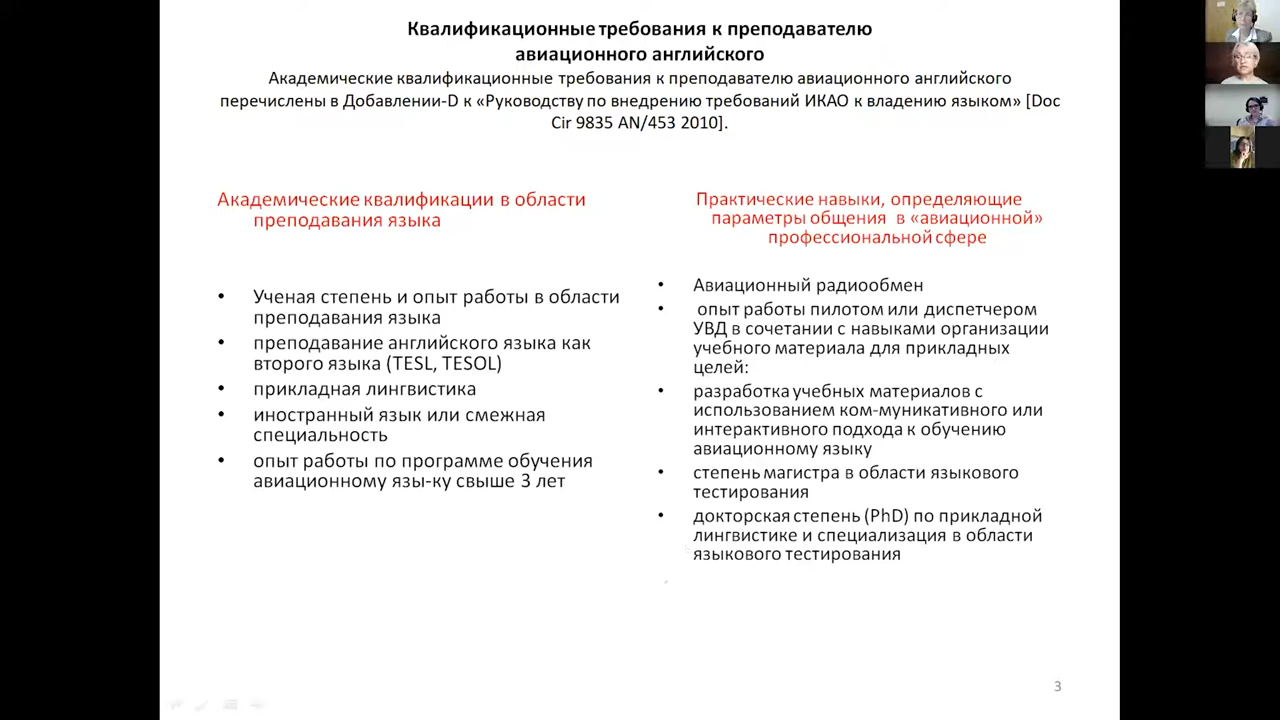 Квалификационные требования к преподавателю
авиационного английского
Академические квалификационные требования к преподавателю авиационного английского
перечислены в Добавлении-D к «Руководству по внедрению требований ИКАО к владению языком» [Doc
Cir 9835 AN/453 2010].
Академические квалификации в области
преподавания языка
• Ученая степень и опыт работы в области
преподавания языка
• преподавание английского языка как
второго языка (TESL, TESOL)
• прикладная лингвистика
• иностранный язык или смежная
специальность
• опыт работы по программе обучения
авиационному язы-ку свыше 3 лет
Практические навыки, определяющие
параметры общения в «авиационной»
профессиональной сфере
• Авиационный радиообмен
• опыт работы пилотом или диспетчером
УВД в сочетании с навыками организации
учебного материала для прикладных
целей:
• разработка учебных материалов с
использованием ком-муникативного или
интерактивного подхода к обучению
авиационному языку
• степень магистра в области языкового
тестирования
• докторская степень (PhD) по прикладной
лингвистике и специализация в области
языкового тестирования
3